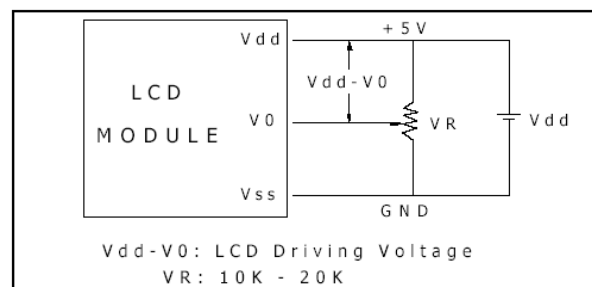 Vdd
+5V
Vdd-V0
LCD
MODULE
V0
VR
Vdd
Vss
GND
Vdd-V0: LCD Driving Voltage
VR: 10K - 20K